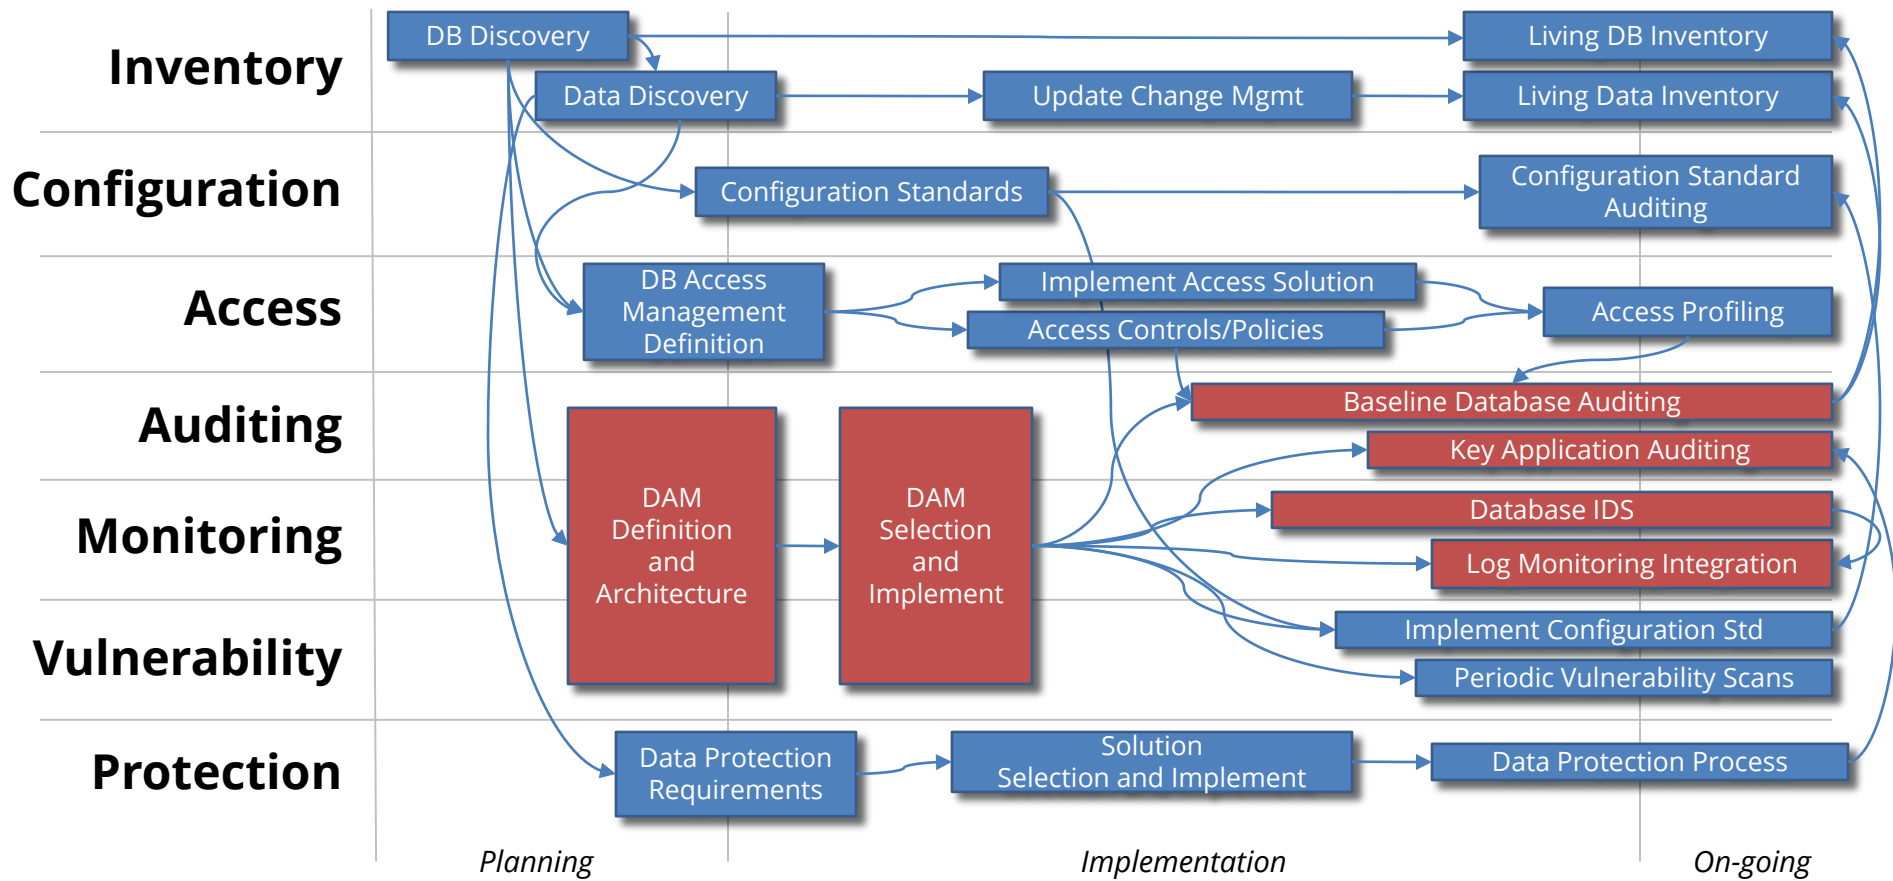 Inventory
DB Discovery
Living DB Inventory
Data Discovery
Update Change Mgmt
Living Data Inventory
Configuration
Configuration Standards
Configuration Standard
Auditing
Access
DB Access
Management
Definition
Implement Access Solution
Access Controls/Policies
Access Profiling
Auditing
Baseline Database Auditing
Key Application Auditing
Monitoring
DAM
Definition
and
Architecture
DAM
Selection
and
Implement
Database IDS
Log Monitoring Integration
Vulnerability
Implement Configuration Std
Periodic Vulnerability Scans
Protection
Data Protection
Requirements
Solution
Selection and Implement
Data Protection Process
Planning
Implementation
On-going